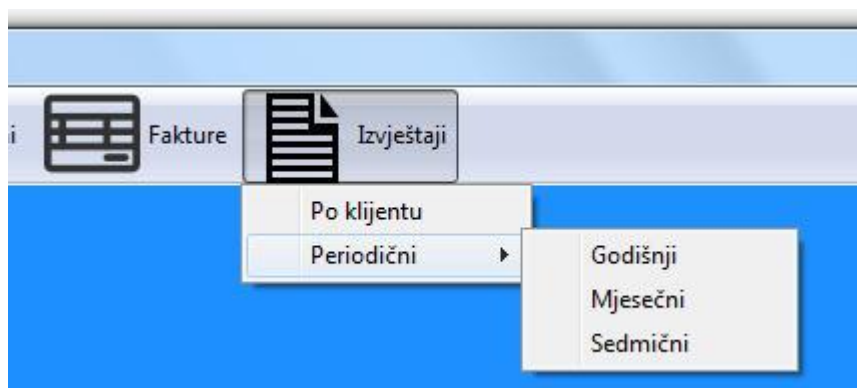 i
Fakture
Izvještaji
Po klijentu
Periodični
Godišnji
Mjesečni
Sedmični